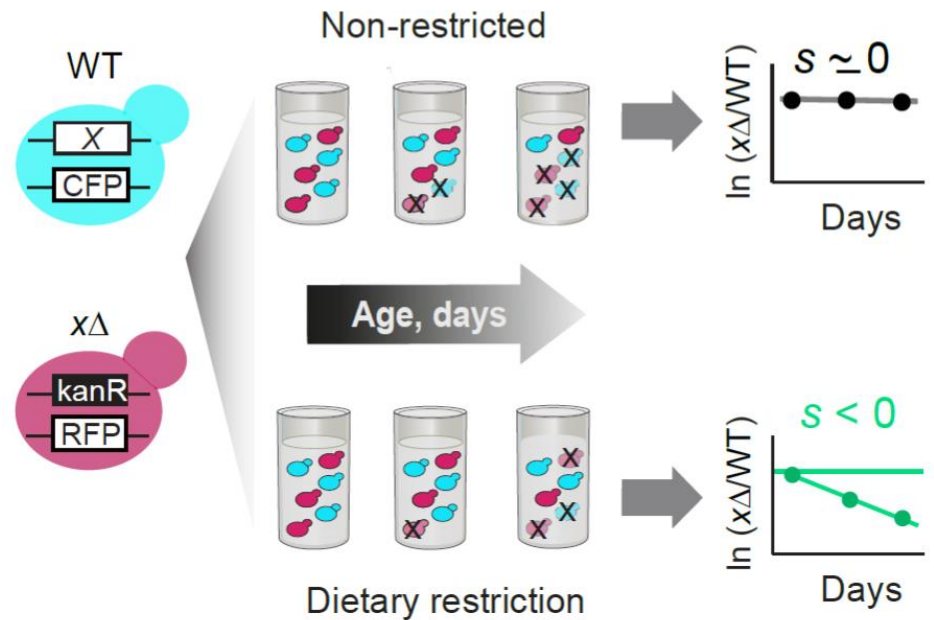 Non-restricted
WT
X
CFP
X
X
X
X
X
X
ln (xΔ/WT)
s ≃ 0
Days
Age, days
xΔ
kanR
RFP
X
X
X
X
ln (xΔ/WT)
s < 0
Days
Dietary restriction